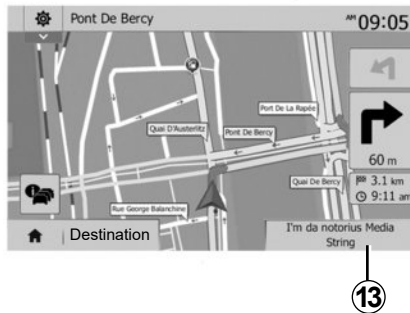 Pont De Bercy
AM 09:05
Port De La Rapée
Quai D'Austerlitz
Pont De Bercy
60 m
Quai De Bercy
3.1 km
9:11 am
Rue George Balanchine
Destination
I'm da notorius Media
String
13